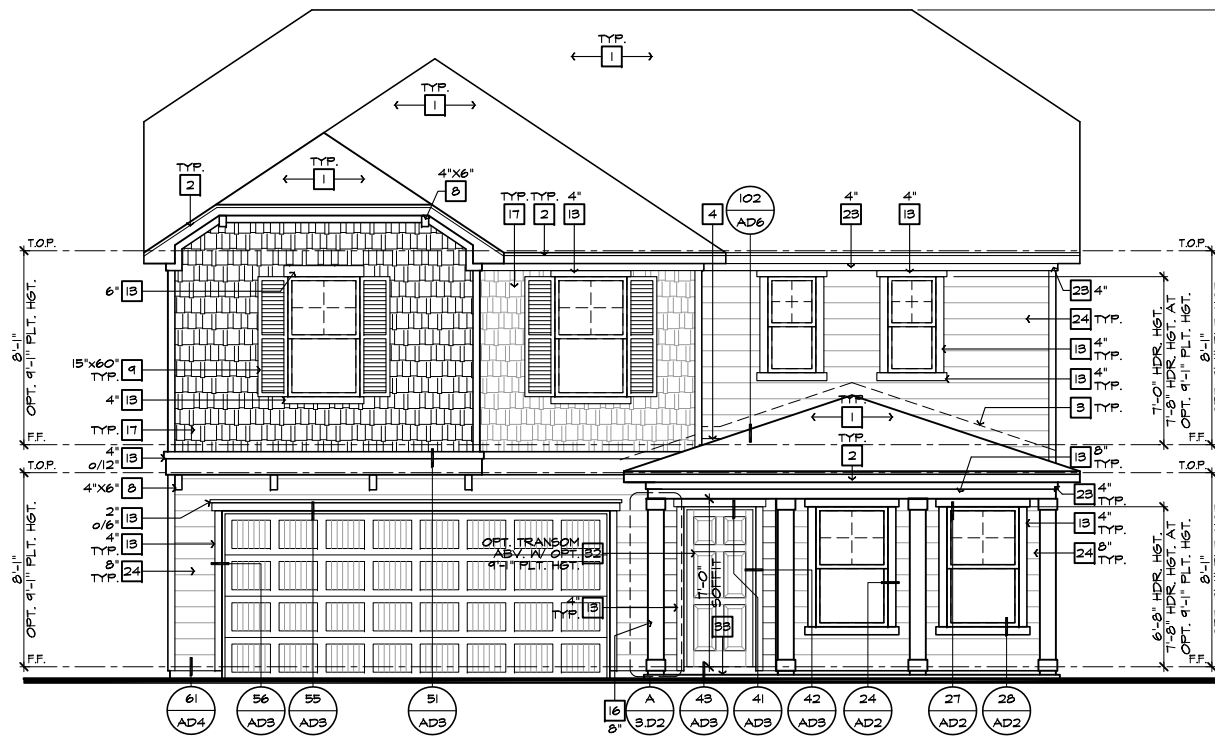 TYP.
1
TYP.
1
TYP.
2
TYP.
1
4"X6"
8
TYP.
17
TYP.
2
4"
13
4
102
AD6
4"
23
4"
13
T.O.P.
T.O.P.
6" 13
23 4"
24 TYP.
15"x60"
TYP. 9
13 4"
TYP.
13 4"
TYP.
4" 13
TYP. 17
TYP.
1
3 TYP.
8'-1"
OPT. 9'-1" PLT. HGT.
7'-0" HDR. HGT.
7'-8" HDR. HGT. AT
OPT. 9'-1" PLT. HGT.
8'-1"
F.F.
F.F.
4"
o/12" 13
TYP.
2
13 8"
TYP.
T.O.P.
T.O.P.
4"X6" 8
23 4"
TYP.
2"
o/6" 13
4"
TYP. 13
8"
TYP. 24
13 4"
TYP.
24 8"
TYP.
OPT. TRANSOM
ABV. W/ OPT. 32
9'-1" PLT. HGT.
4"
TYP. 13
7'-0"
SOFFIT
33
8'-1"
OPT. 9'-1" PLT. HGT.
6'-8" HDR. HGT.
7'-8" HDR. HGT. AT
OPT. 9'-1" PLT. HGT.
8'-1"
F.F.
F.F.
61
AD4
56
AD3
55
AD3
51
AD3
16
8"
A
3.D2
43
AD3
41
AD3
42
AD3
24
AD2
27
AD2
28
AD2